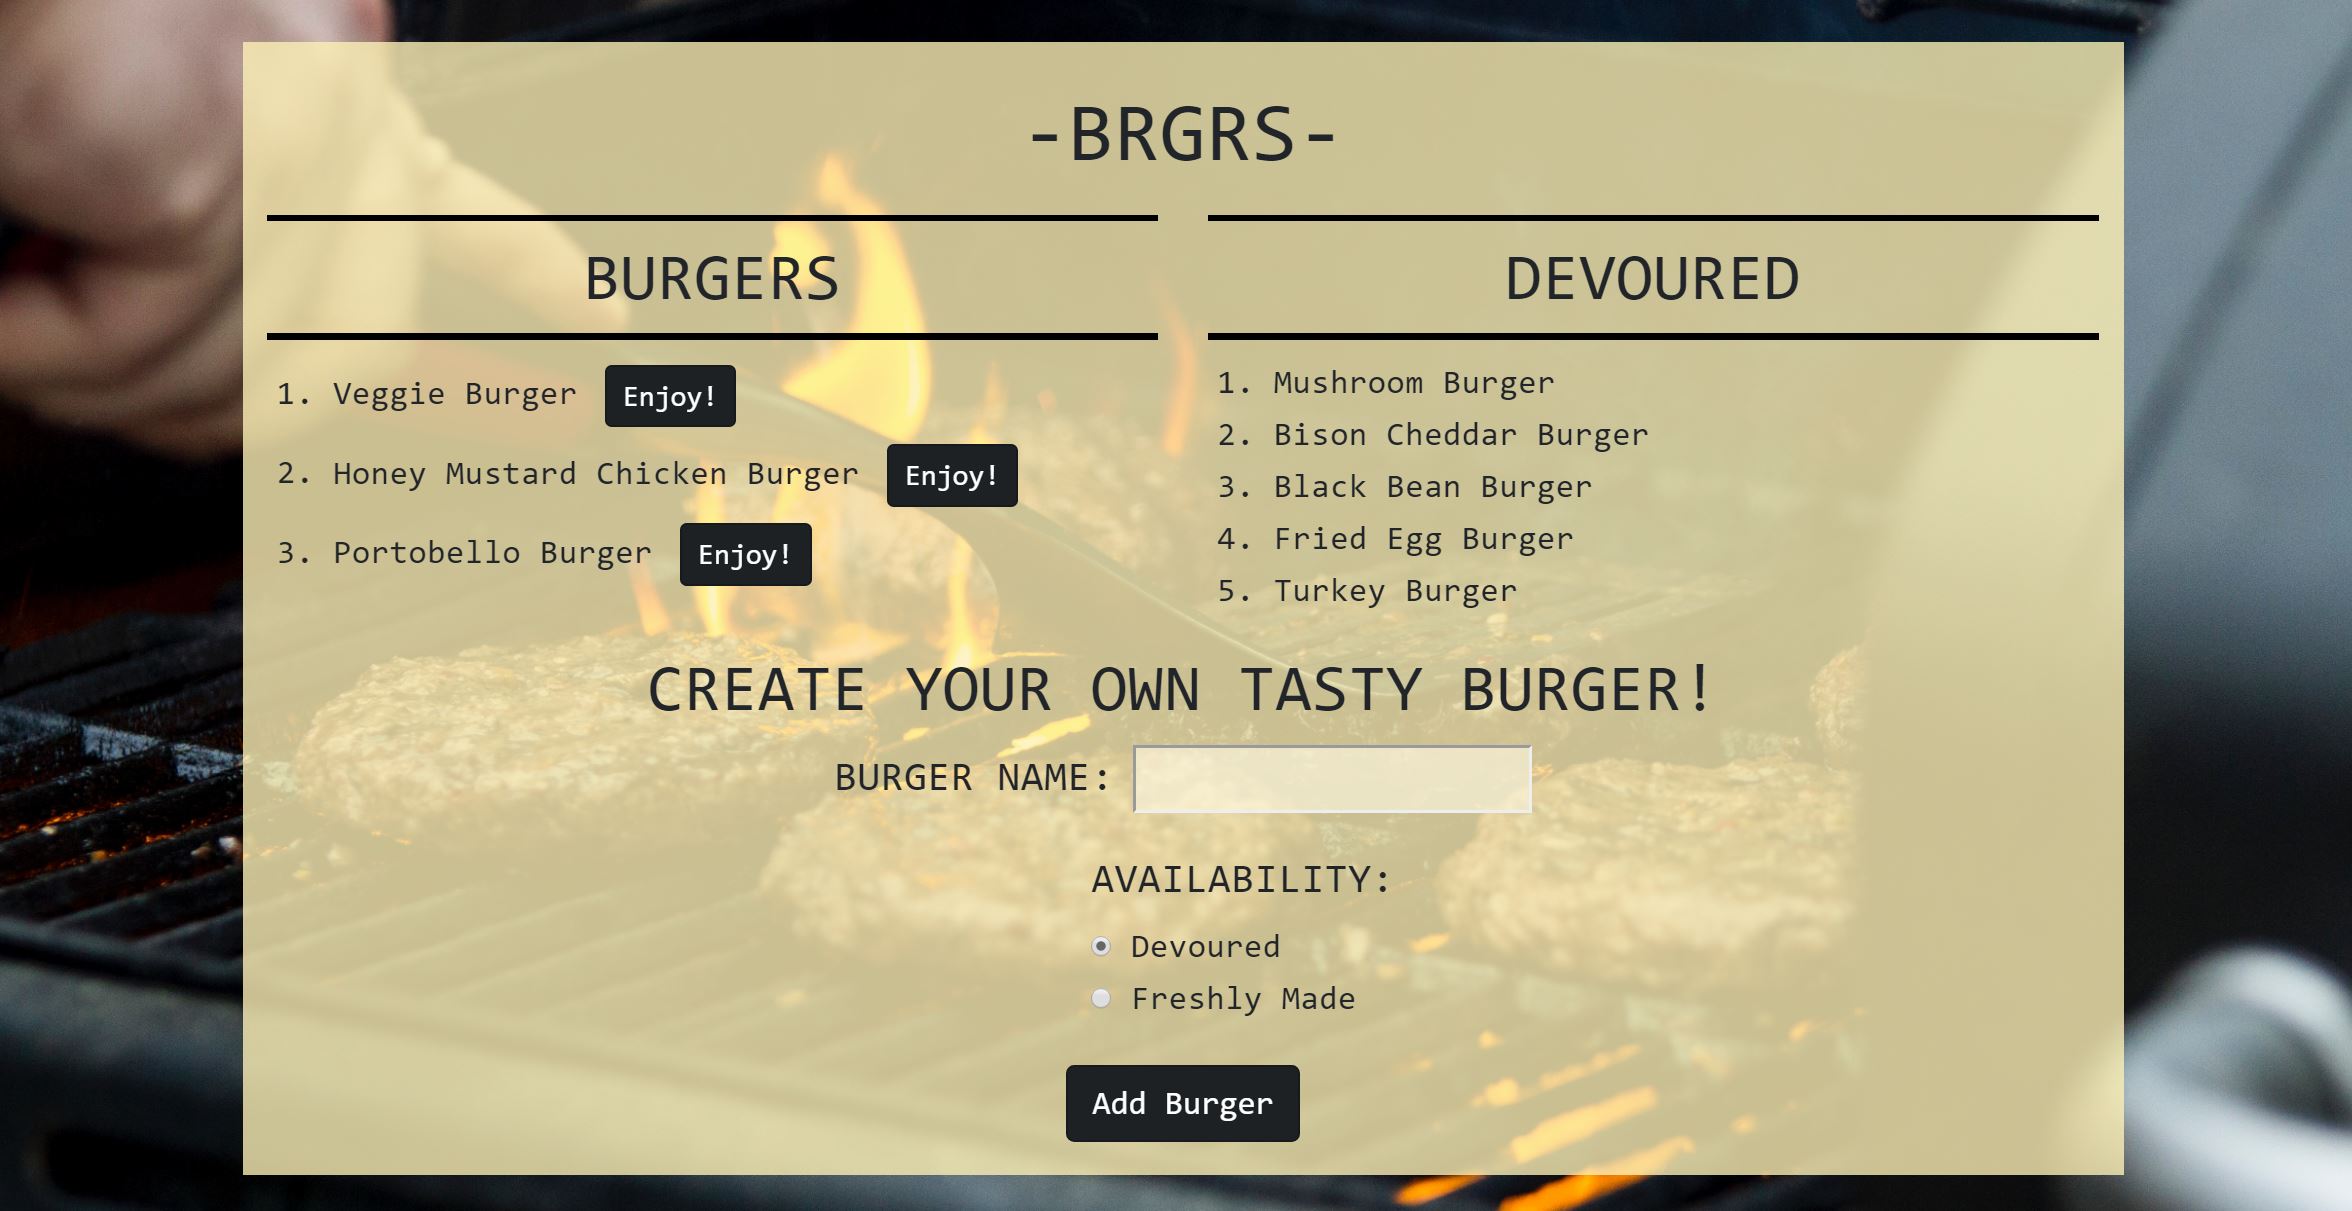 -BRGRS-
BURGERS
1. Veggie Burger Enjoy!
2. Honey Mustard Chicken Burger Enjoy!
3. Portobello Burger Enjoy!
DEVOURED
1. Mushroom Burger
2. Bison Cheddar Burger
3. Black Bean Burger
4. Fried Egg Burger
5. Turkey Burger
CREATE YOUR OWN TASTY BURGER!
BURGER NAME:
AVAILABILITY:
Devoured
Freshly Made
Add Burger